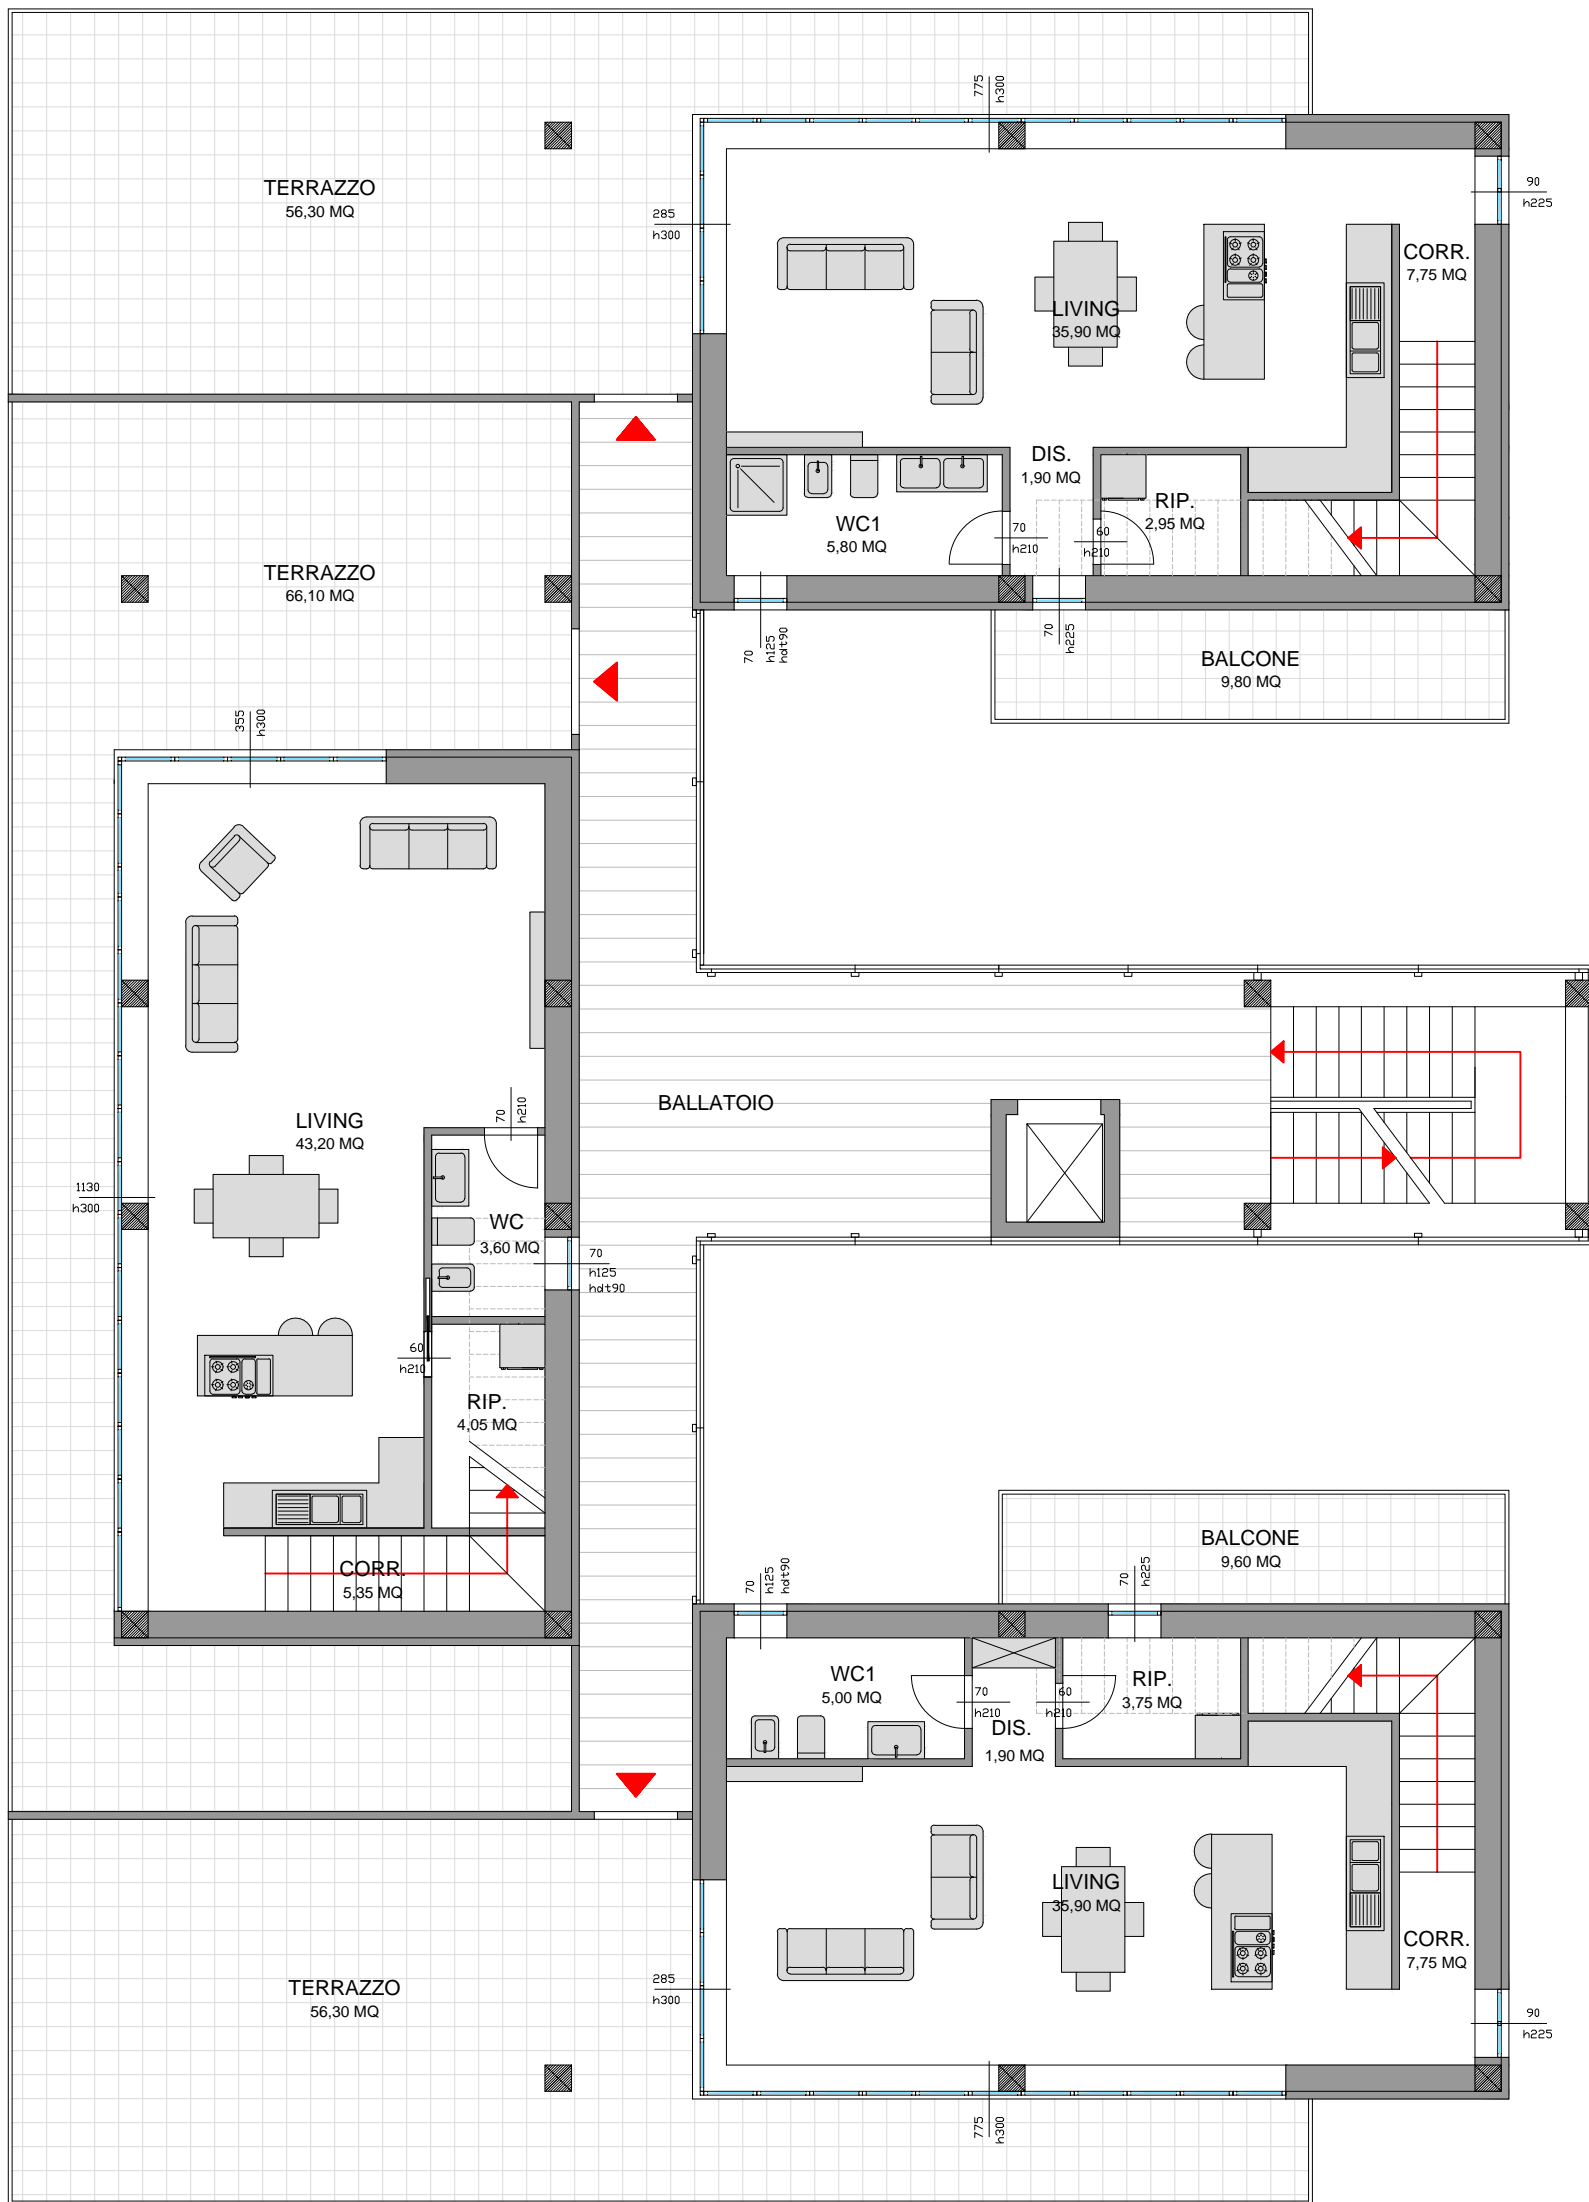 775
h300
TERRAZZO
56,30 MQ
285
h300
90
h225
CORR.
7,75 MQ
LIVING
35,90 MQ
DIS.
1,90 MQ
RIP.
2,95 MQ
WC1
5,80 MQ
70
h210
60
h210
TERRAZZO
66,10 MQ
70
h125
hdt90
70
h225
BALCONE
9,80 MQ
355
h300
BALLATOIO
70
h210
LIVING
43,20 MQ
1130
h300
WC
3,60 MQ
70
h125
hdt90
60
h210
RIP.
4,05 MQ
CORR.
5,35 MQ
BALCONE
9,60 MQ
70
h125
hdt90
70
h225
WC1
5,00 MQ
RIP.
3,75 MQ
70
h210
60
h210
DIS.
1,90 MQ
LIVING
35,90 MQ
CORR.
7,75 MQ
TERRAZZO
56,30 MQ
285
h300
90
h225
775
h300